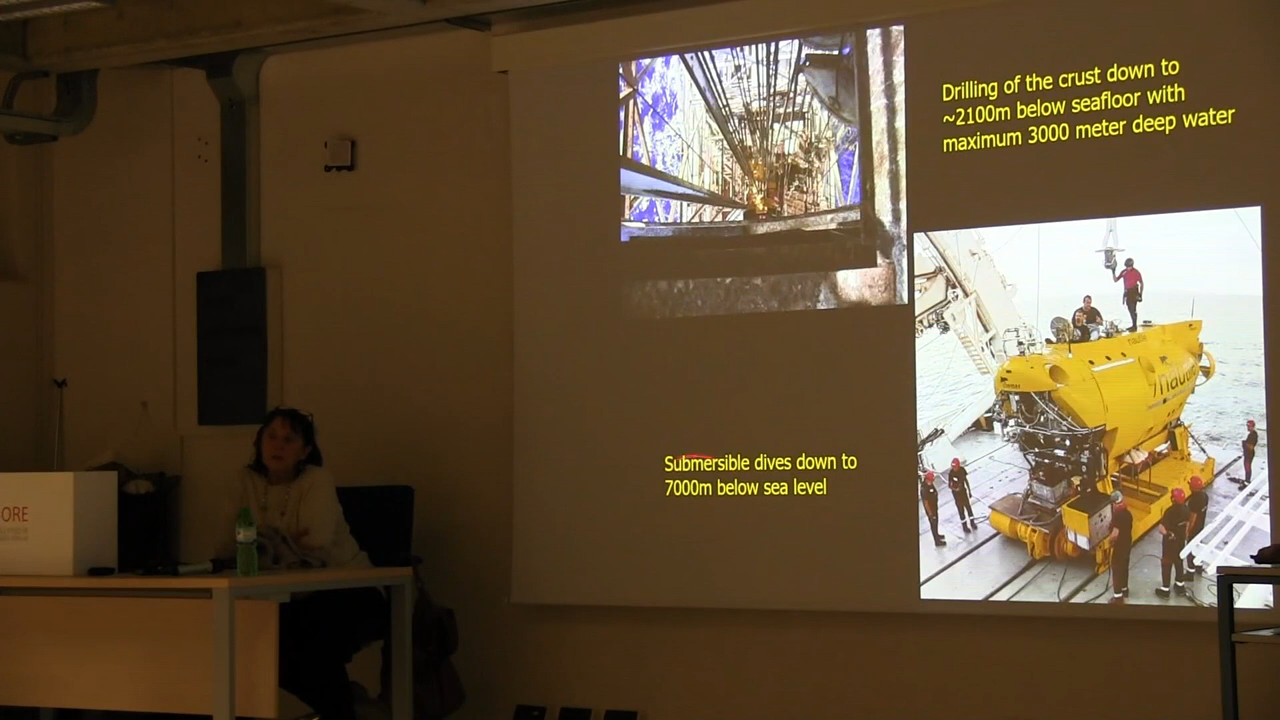 Drilling of the crust down to
~2100m below seafloor with
maximum 3000 meter deep water
Submersible dives down to
7000m below sea level
ORE